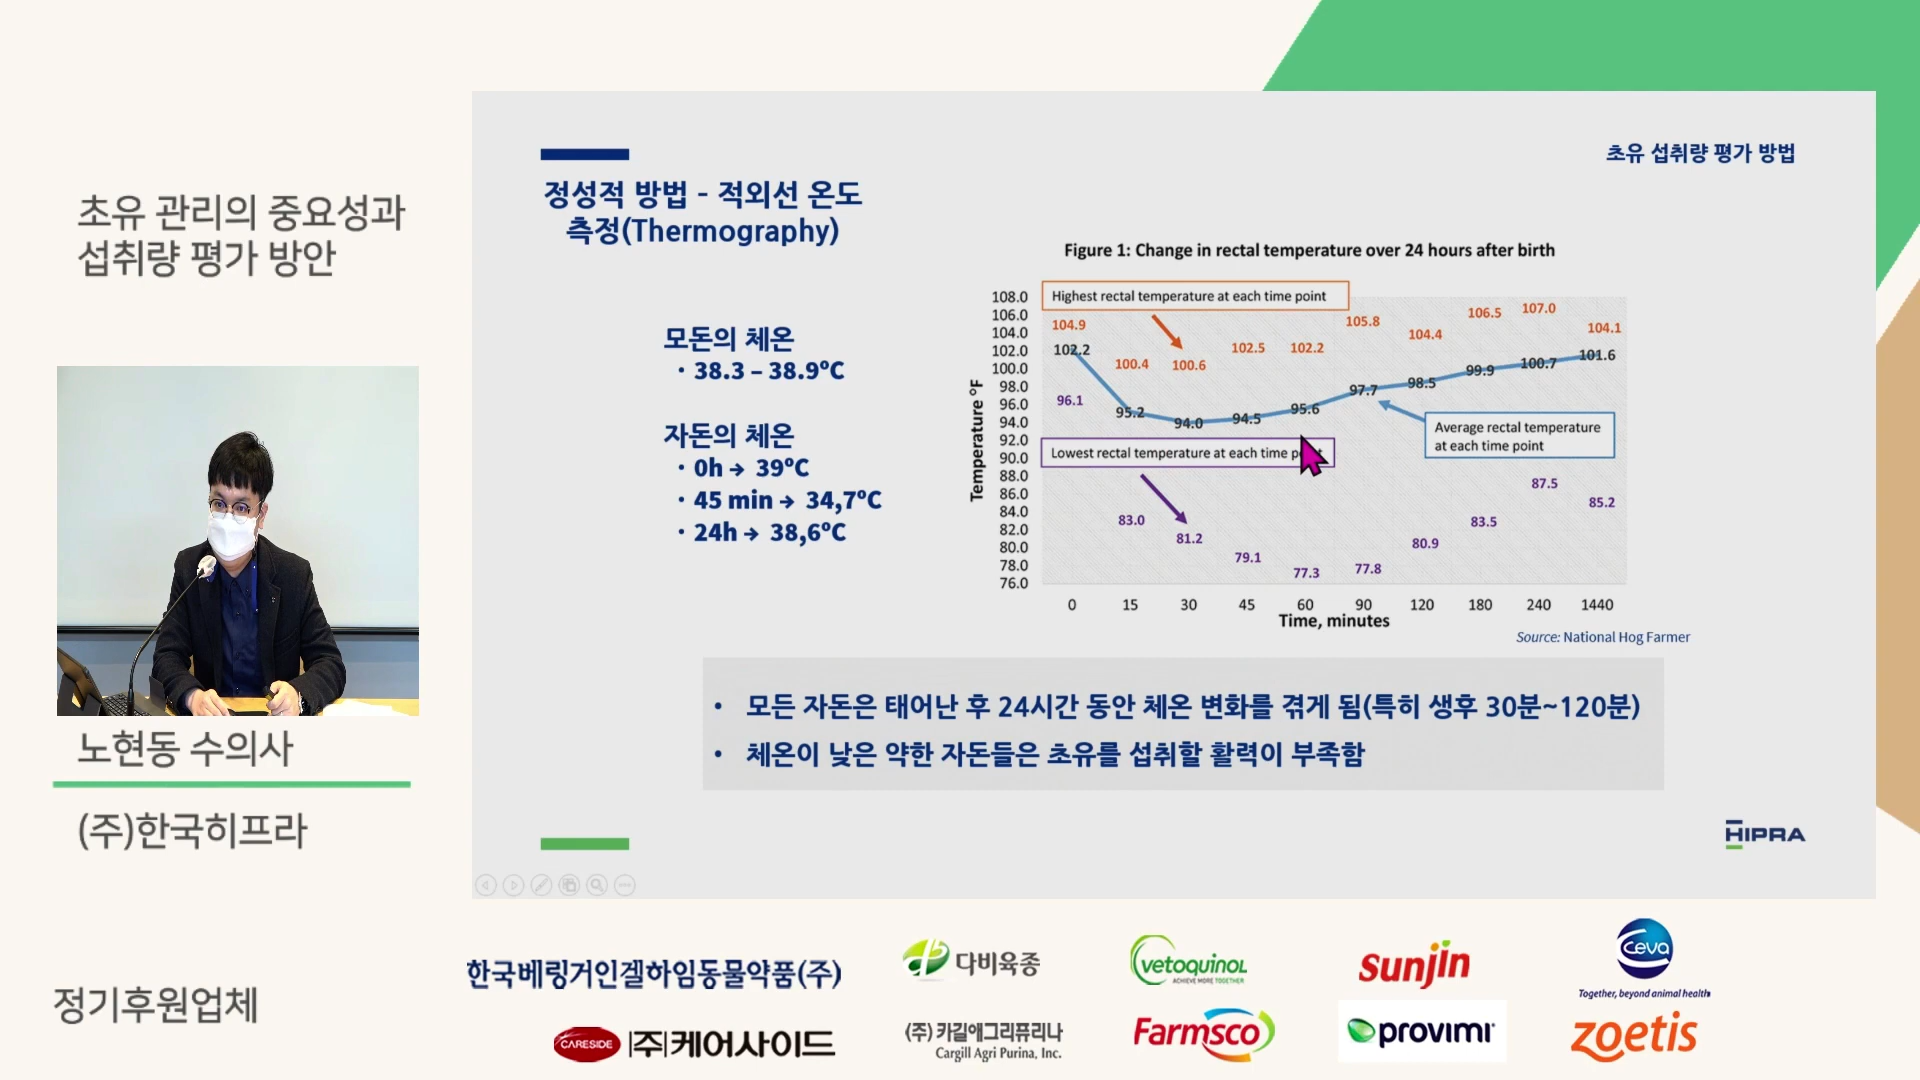 초유 관리의 중요성과
섭취량 평가 방안
노현동 수의사
(주)한국히프라
초유 섭취량 평가 방법
정성적 방법 - 적외선 온도
측정(Thermography)
모돈의 체온
• 38.3 – 38.9ºC
자돈의 체온
• 0h → 39ºC
• 45 min → 34,7ºC
• 24h → 38,6ºC
Figure 1: Change in rectal temperature over 24 hours after birth
Temperature °F
108.0
106.0
104.0
102.0
100.0
98.0
96.0
94.0
92.0
90.0
88.0
86.0
84.0
82.0
80.0
78.0
76.0
Highest rectal temperature at each time point
104.9 100.4 100.6 102.5 102.2 105.8 104.4 106.5 107.0 104.1
102.2 95.2 94.0 94.5 95.6 97.7 98.5 99.9 100.7 101.6
Average rectal temperature
at each time point
Lowest rectal temperature at each time
96.1 83.0 81.2 79.1 77.3 77.8 80.9 83.5 87.5 85.2
0 15 30 45 60 90 120 180 240 1440
Time, minutes
Source: National Hog Farmer
• 모든 자돈은 태어난 후 24시간 동안 체온 변화를 겪게 됨(특히 생후 30분~120분)
• 체온이 낮은 약한 자돈들은 초유를 섭취할 활력이 부족함
HIPRA
정기후원업체
한국베링거인겔하임동물약품(주)
다비육종
vetoquinol
ACHIEVE MORE TOGETHER
Sunjin
Ceva
Together, beyond animal health
CARESIDE (주)케어사이드
(주) 카길애그리퓨리나
Cargill Agri Purina, Inc.
Farmsco
provimi
zoetis